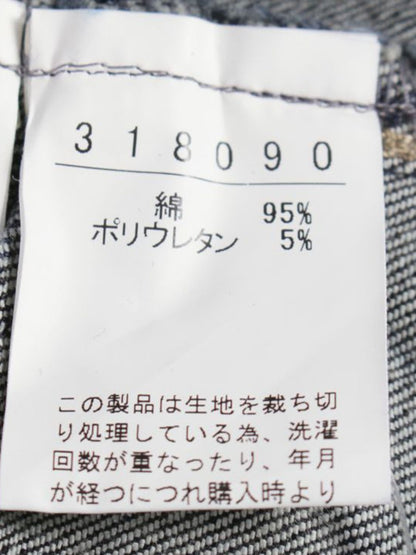 318090
綿 95%
ポリウレタン 5%
この製品は生地を裁ち切
り処理している為、洗濯
回数が重なったり、年月
が経つにつれ購入時より